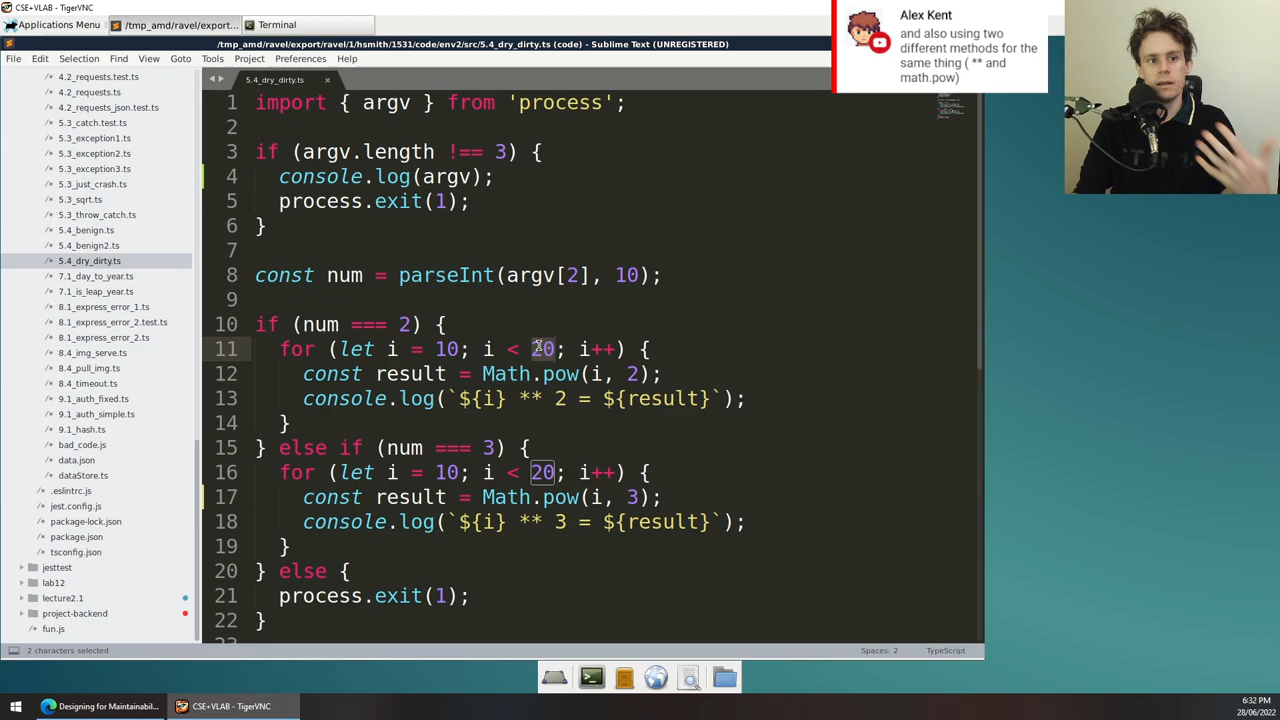 CSE+VLAB - TigerVNC
Applications Menu
/tmp_amd/ravel/export...
Terminal
/tmp_amd/ravel/export/ravel/1/hsmith/1531/code/env2/src/5.4_dry_dirty.ts (code) - Sublime Text (UNREGISTERED)
File Edit Selection Find View Goto Tools Project Preferences Help
Alex Kent
and also using two
different methods for the
same thing ( ** and
math.pow)
4.2_requests.test.ts
4.2_requests.ts
4.2_requests_json.test.ts
5.3_catch.test.ts
5.3_exception1.ts
5.3_exception2.ts
5.3_exception3.ts
5.3_just_crash.ts
5.3_sqrt.ts
5.3_throw_catch.ts
5.4_benign.ts
5.4_benign2.ts
5.4_dry_dirty.ts
7.1_day_to_year.ts
7.1_is_leap_year.ts
8.1_express_error_1.ts
8.1_express_error_2.test.ts
8.1_express_error_2.ts
8.4_img_serve.ts
8.4_pull_img.ts
8.4_timeout.ts
9.1_auth_fixed.ts
9.1_auth_simple.ts
9.1_hash.ts
bad_code.js
data.json
dataStore.ts
.eslintrc.js
jest.config.js
package-lock.json
package.json
tsconfig.json
jesttest
lab12
lecture2.1
project-backend
fun.js
5.4_dry_dirty.ts
1 import { argv } from 'process';
2
3 if (argv.length !== 3) {
4 console.log(argv);
5 process.exit(1);
6 }
7
8 const num = parseInt(argv[2], 10);
9
10 if (num === 2) {
11 for (let i = 10; i < 20; i++) {
12 const result = Math.pow(i, 2);
13 console.log(`${i} ** 2 = ${result}`);
14 }
15 } else if (num === 3) {
16 for (let i = 10; i < 20; i++) {
17 const result = Math.pow(i, 3);
18 console.log(`${i} ** 3 = ${result}`);
19 }
20 } else {
21 process.exit(1);
22 }
23
2 characters selected
Spaces: 2
TypeScript
Designing for Maintainabil...
CSE+VLAB - TigerVNC
6:32 PM
28/06/2022